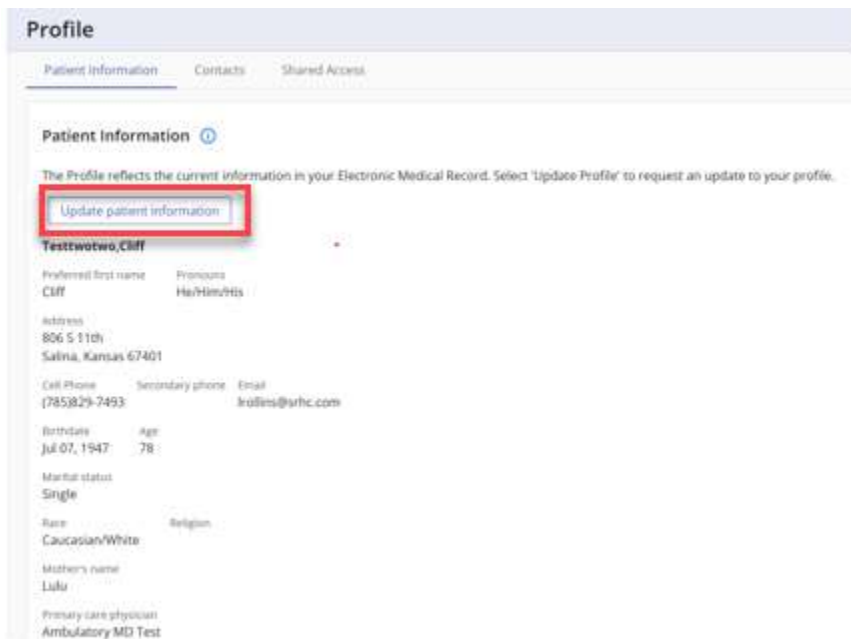 Profile
Patient Information Contacts Shared Access
Patient Information
The Profile reflects the current information in your Electronic Medical Record. Select 'Update Profile' to request an update to your profile.
Update patient information
Testtwotwo,Cliff
Preferred first name Pronouns
Cliff He/Him/His
Address
806 S 11th
Salina, Kansas 67401
Cell Phone Secondary phone Email
(785)829-7493 lrollins@srhc.com
Birthdate Age
Jul 07, 1947 78
Marital status
Single
Race Religion
Caucasian/White
Mother's name
Lulu
Primary care physician
Ambulatory MD Test